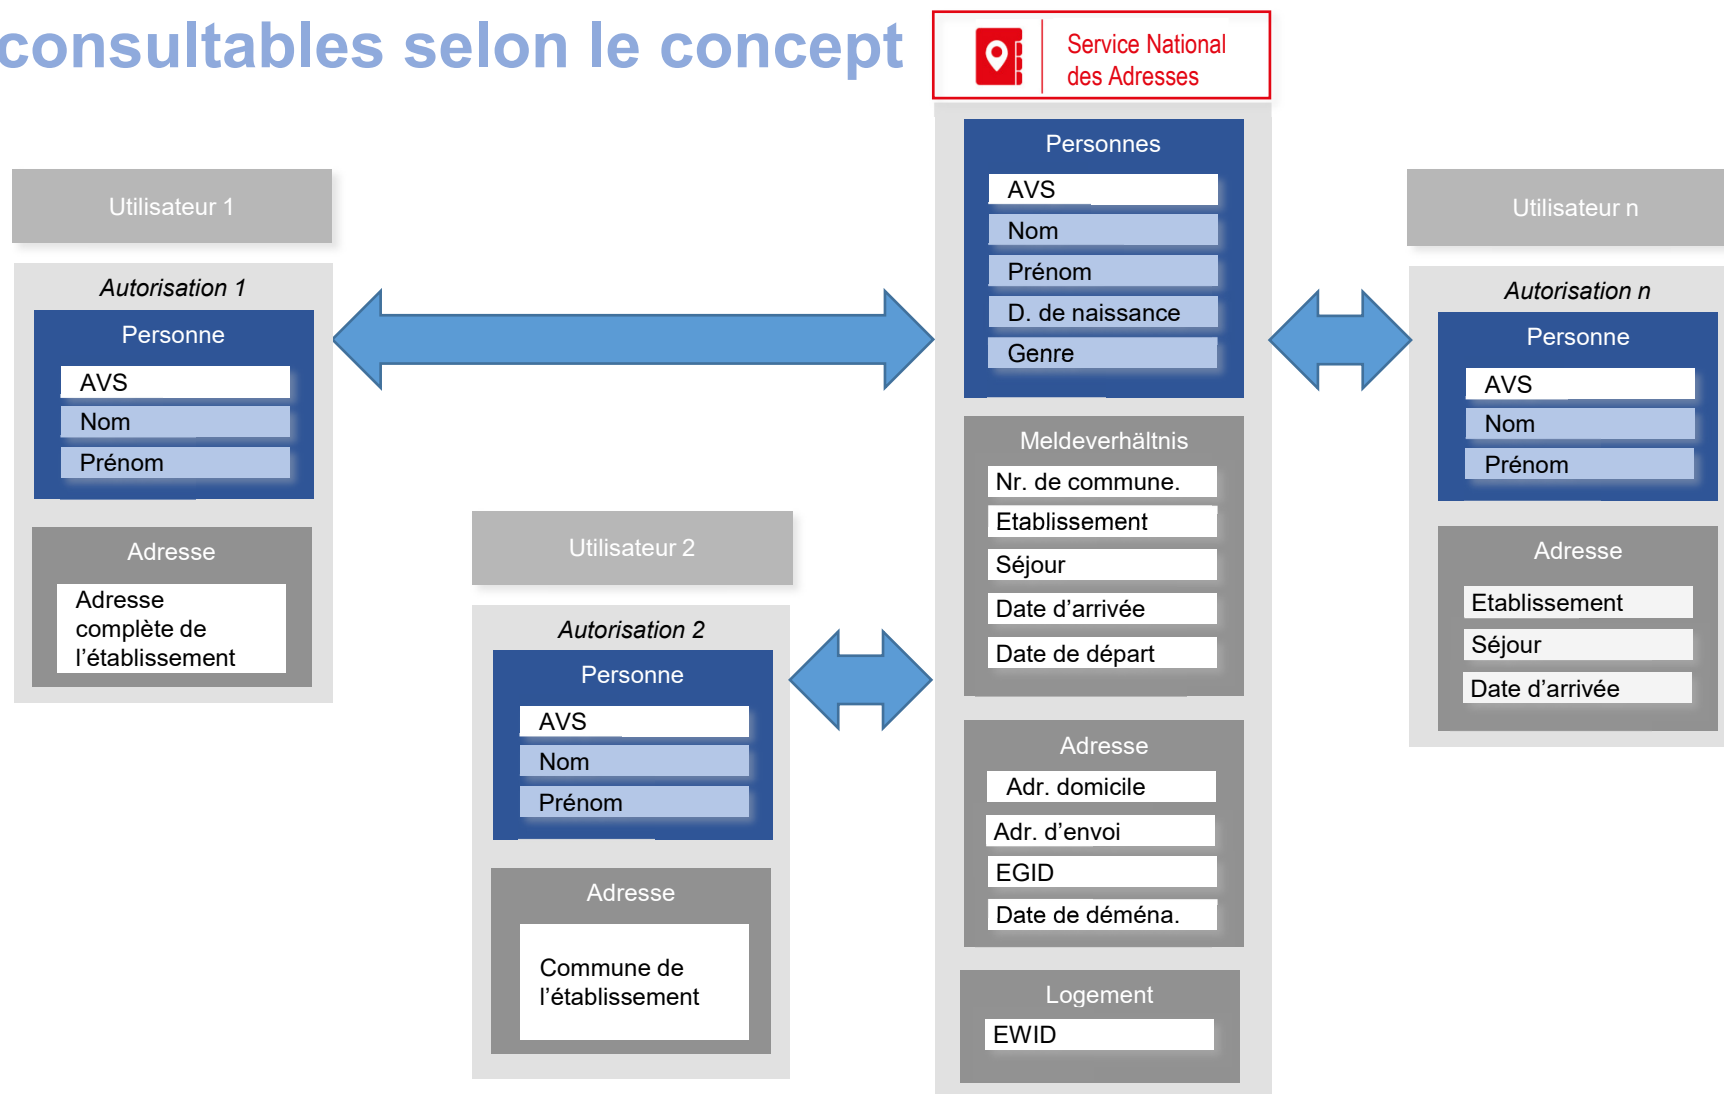 consultables selon le concept
Service National
des Adresses
Utilisateur 1
Autorisation 1
Personne
AVS
Nom
Prénom
Adresse
Adresse
complète de
l’établissement
Utilisateur 2
Autorisation 2
Personne
AVS
Nom
Prénom
Adresse
Commune de
l’établissement
Personnes
AVS
Nom
Prénom
D. de naissance
Genre
Meldeverhältnis
Nr. de commune.
Etablissement
Séjour
Date d’arrivée
Date de départ
Adresse
Adr. domicile
Adr. d’envoi
EGID
Date de déména.
Logement
EWID
Utilisateur n
Autorisation n
Personne
AVS
Nom
Prénom
Adresse
Etablissement
Séjour
Date d’arrivée